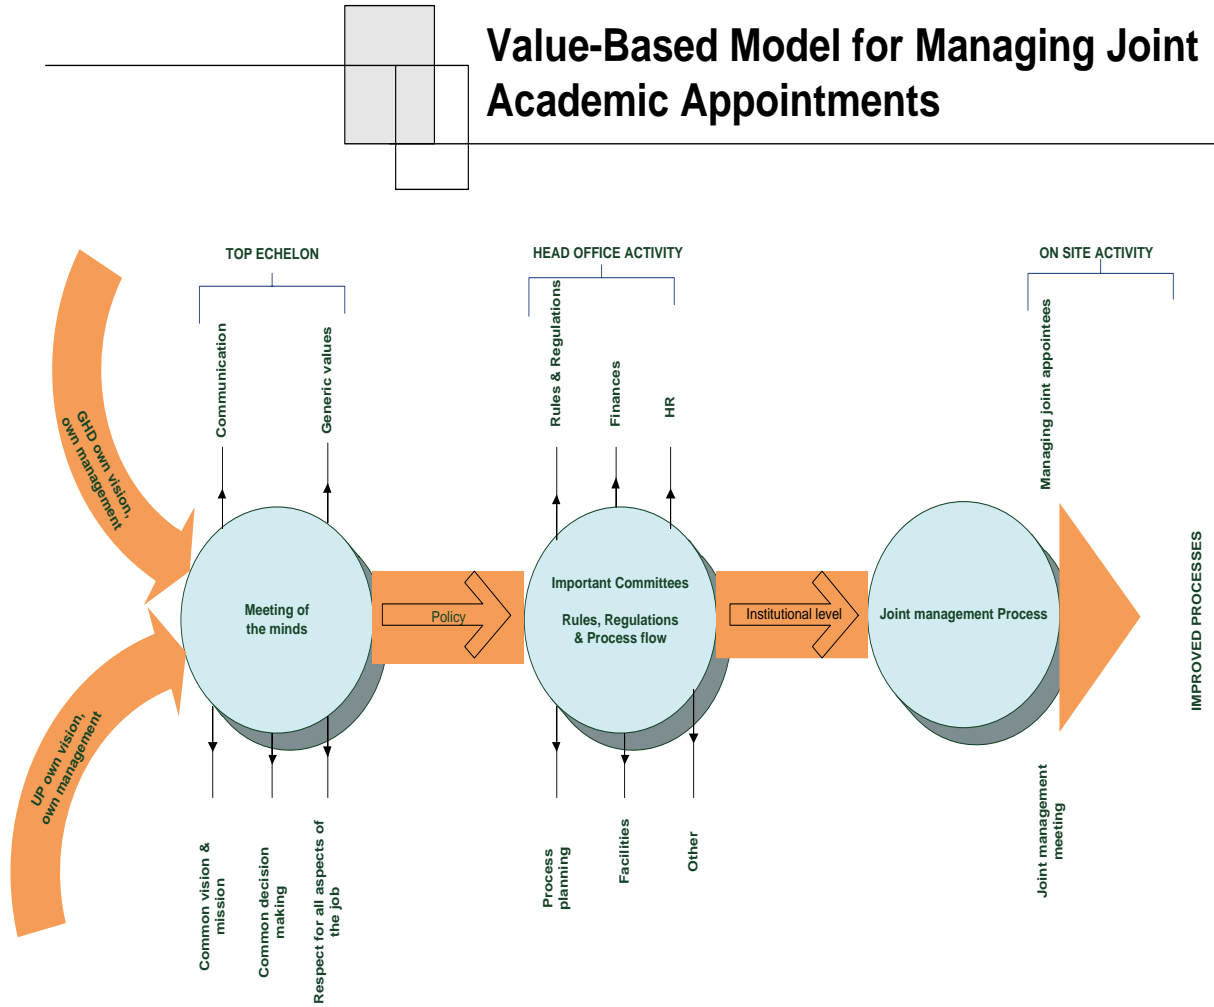 Value-Based Model for Managing Joint
Academic Appointments
TOP ECHELON
HEAD OFFICE ACTIVITY
ON SITE ACTIVITY
Communication
Generic values
Rules & Regulations
Finances
HR
Managing joint appointees
GHD own vision,
own management
UP own vision,
own management
Meeting of
the minds
Policy
Important Committees
Rules, Regulations
& Process flow
Institutional level
Joint management Process
IMPROVED PROCESSES
Common vision &
mission
Common decision
making
Respect for all aspects of
the job
Process
planning
Facilities
Other
Joint management
meeting